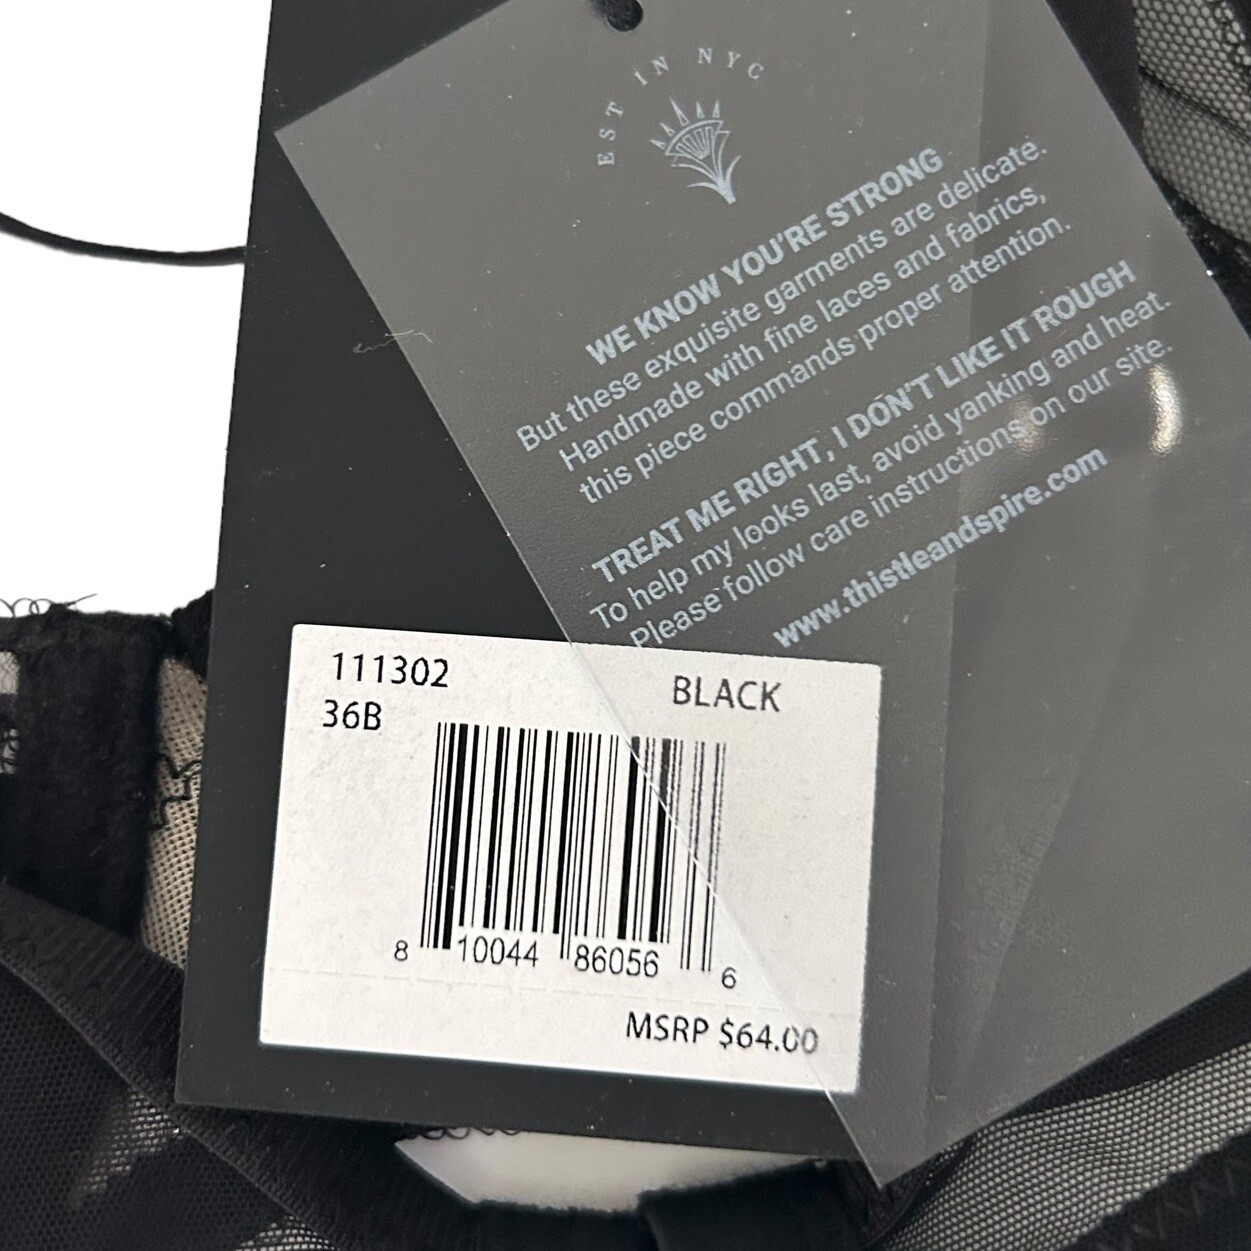 EST IN NYC
WE KNOW YOU'RE STRONG
But these exquisite garments are delicate.
Handmade with fine laces and fabrics,
this piece commands proper attention.
TREAT ME RIGHT, I DON'T LIKE IT ROUGH
To help my looks last, avoid yanking and heat.
Please follow care instructions on our site.
www.thistleandspire.com
111302
BLACK
36B
8 10044 86056 6
MSRP $64.00